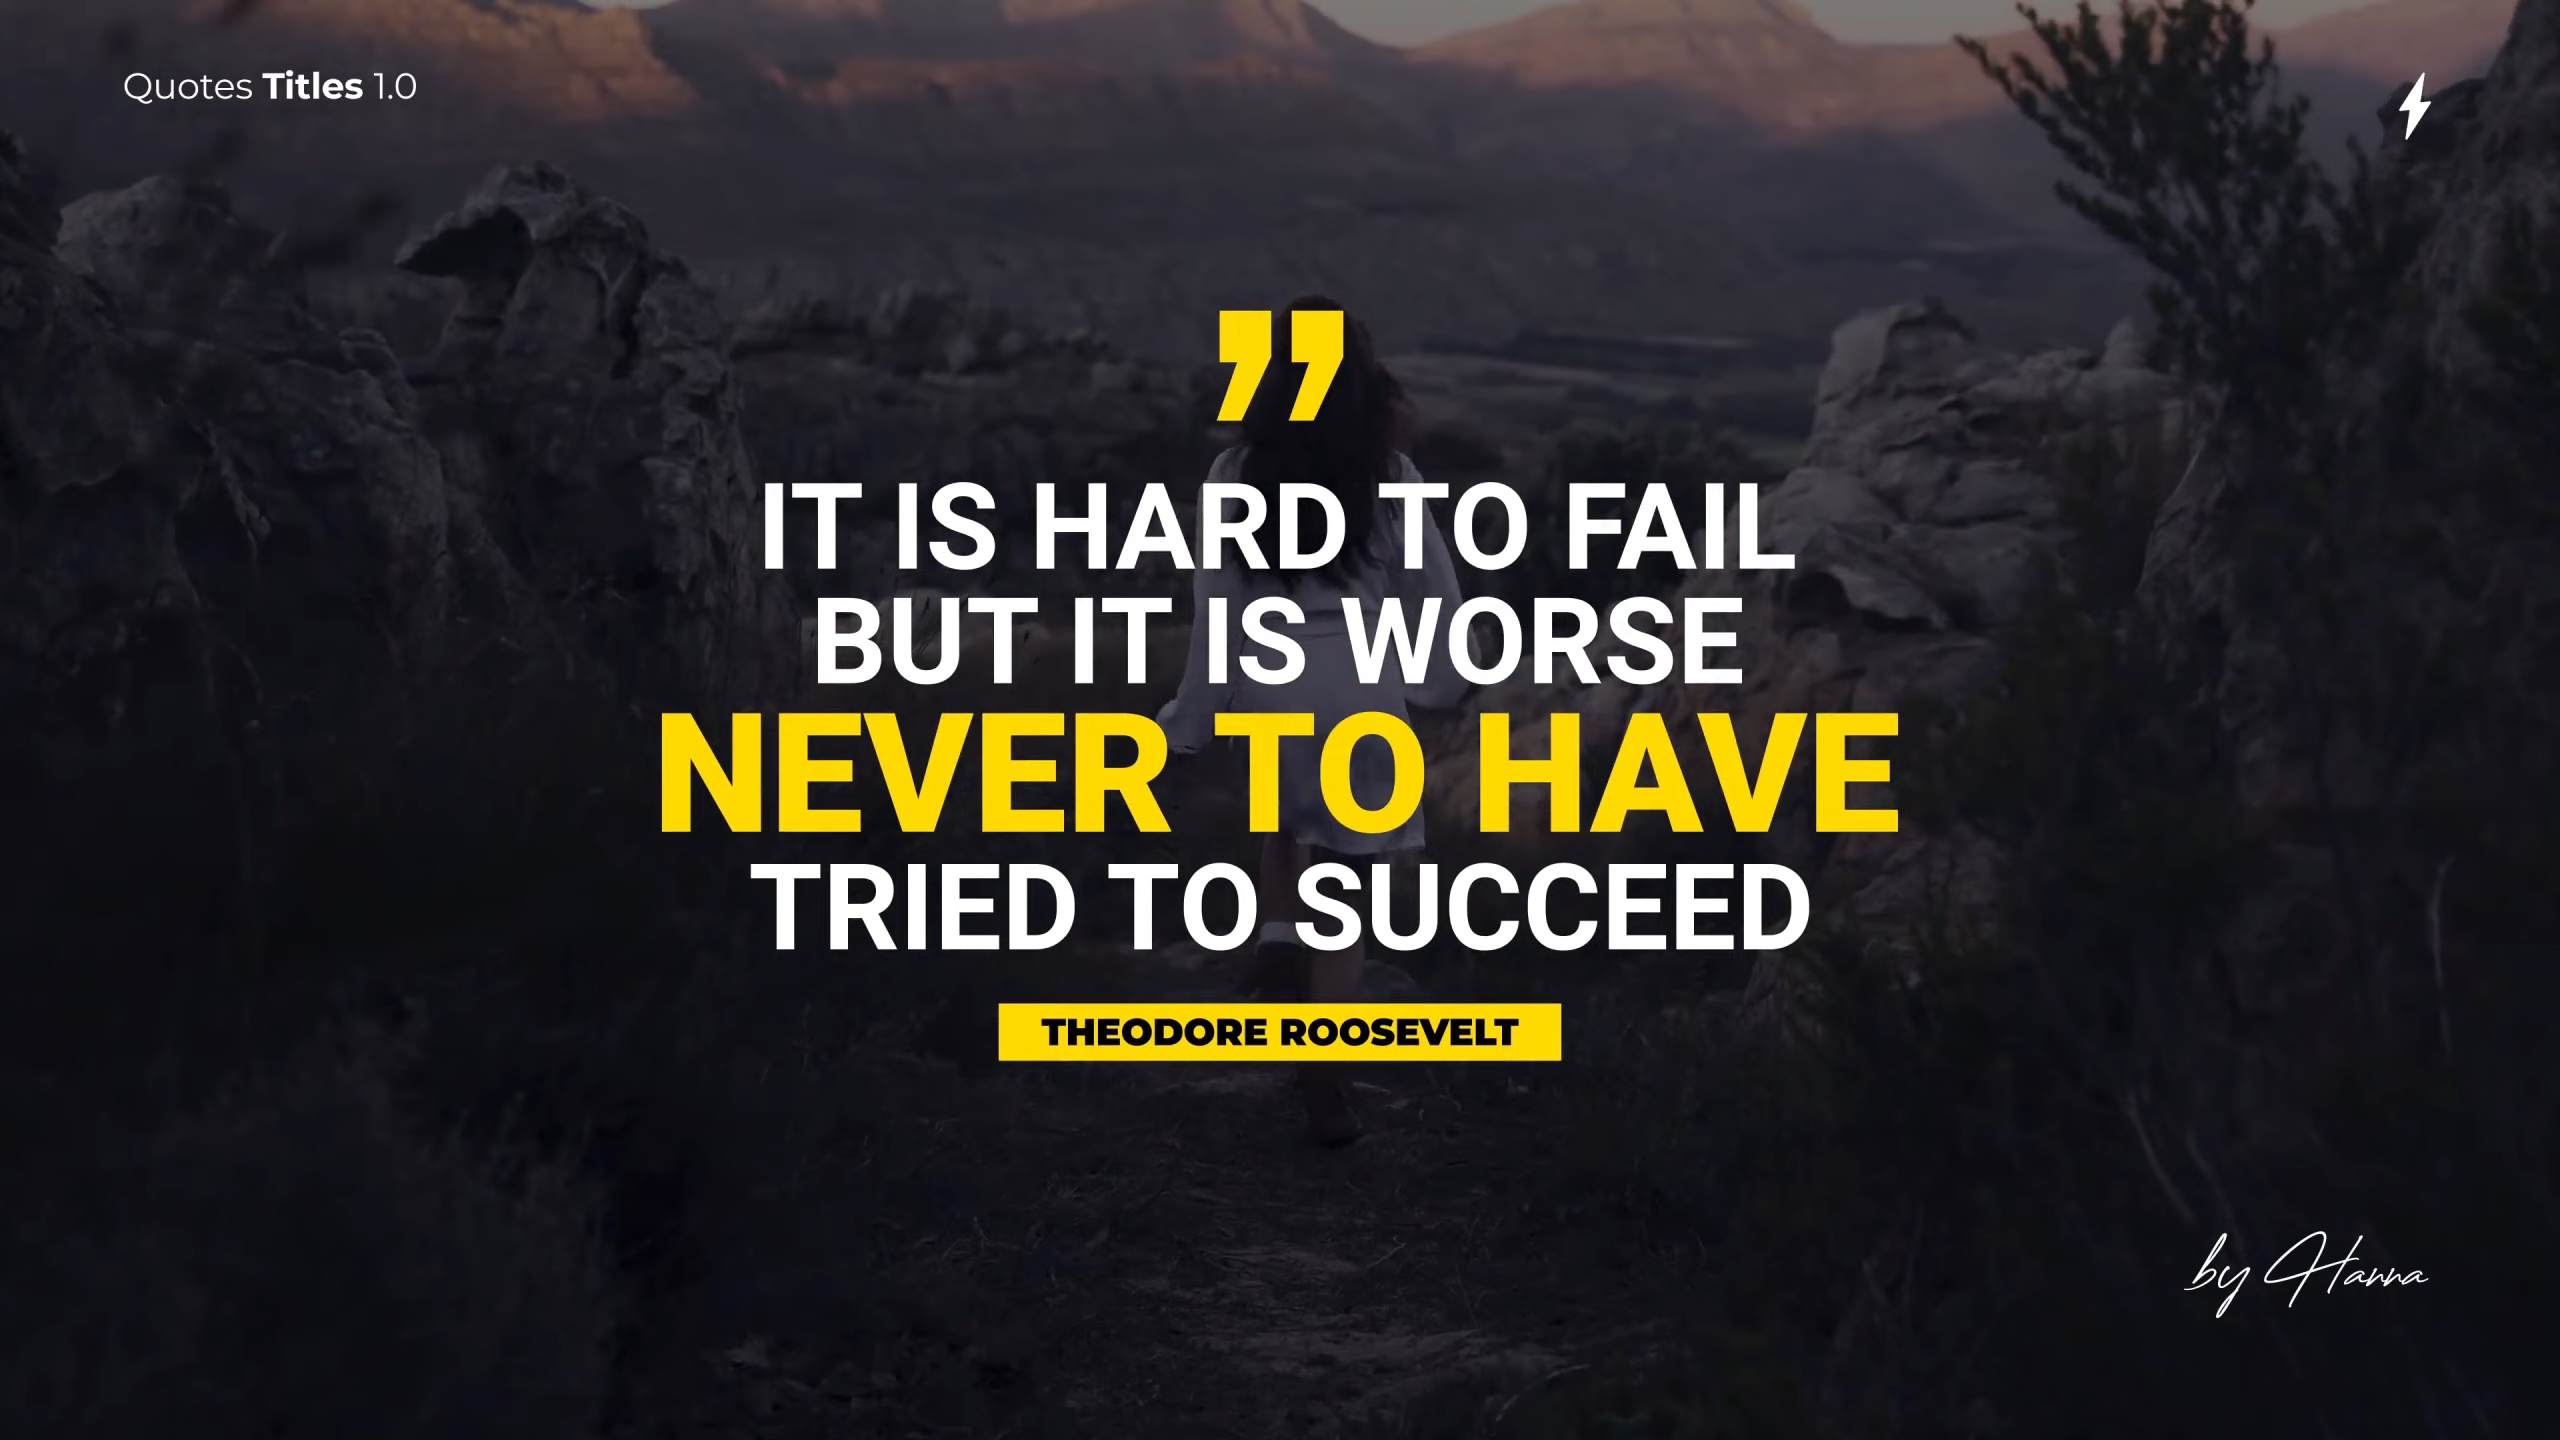 Quotes Titles 1.0
”
IT IS HARD TO FAIL
BUT IT IS WORSE
NEVER TO HAVE
TRIED TO SUCCEED
THEODORE ROOSEVELT
by Hanna